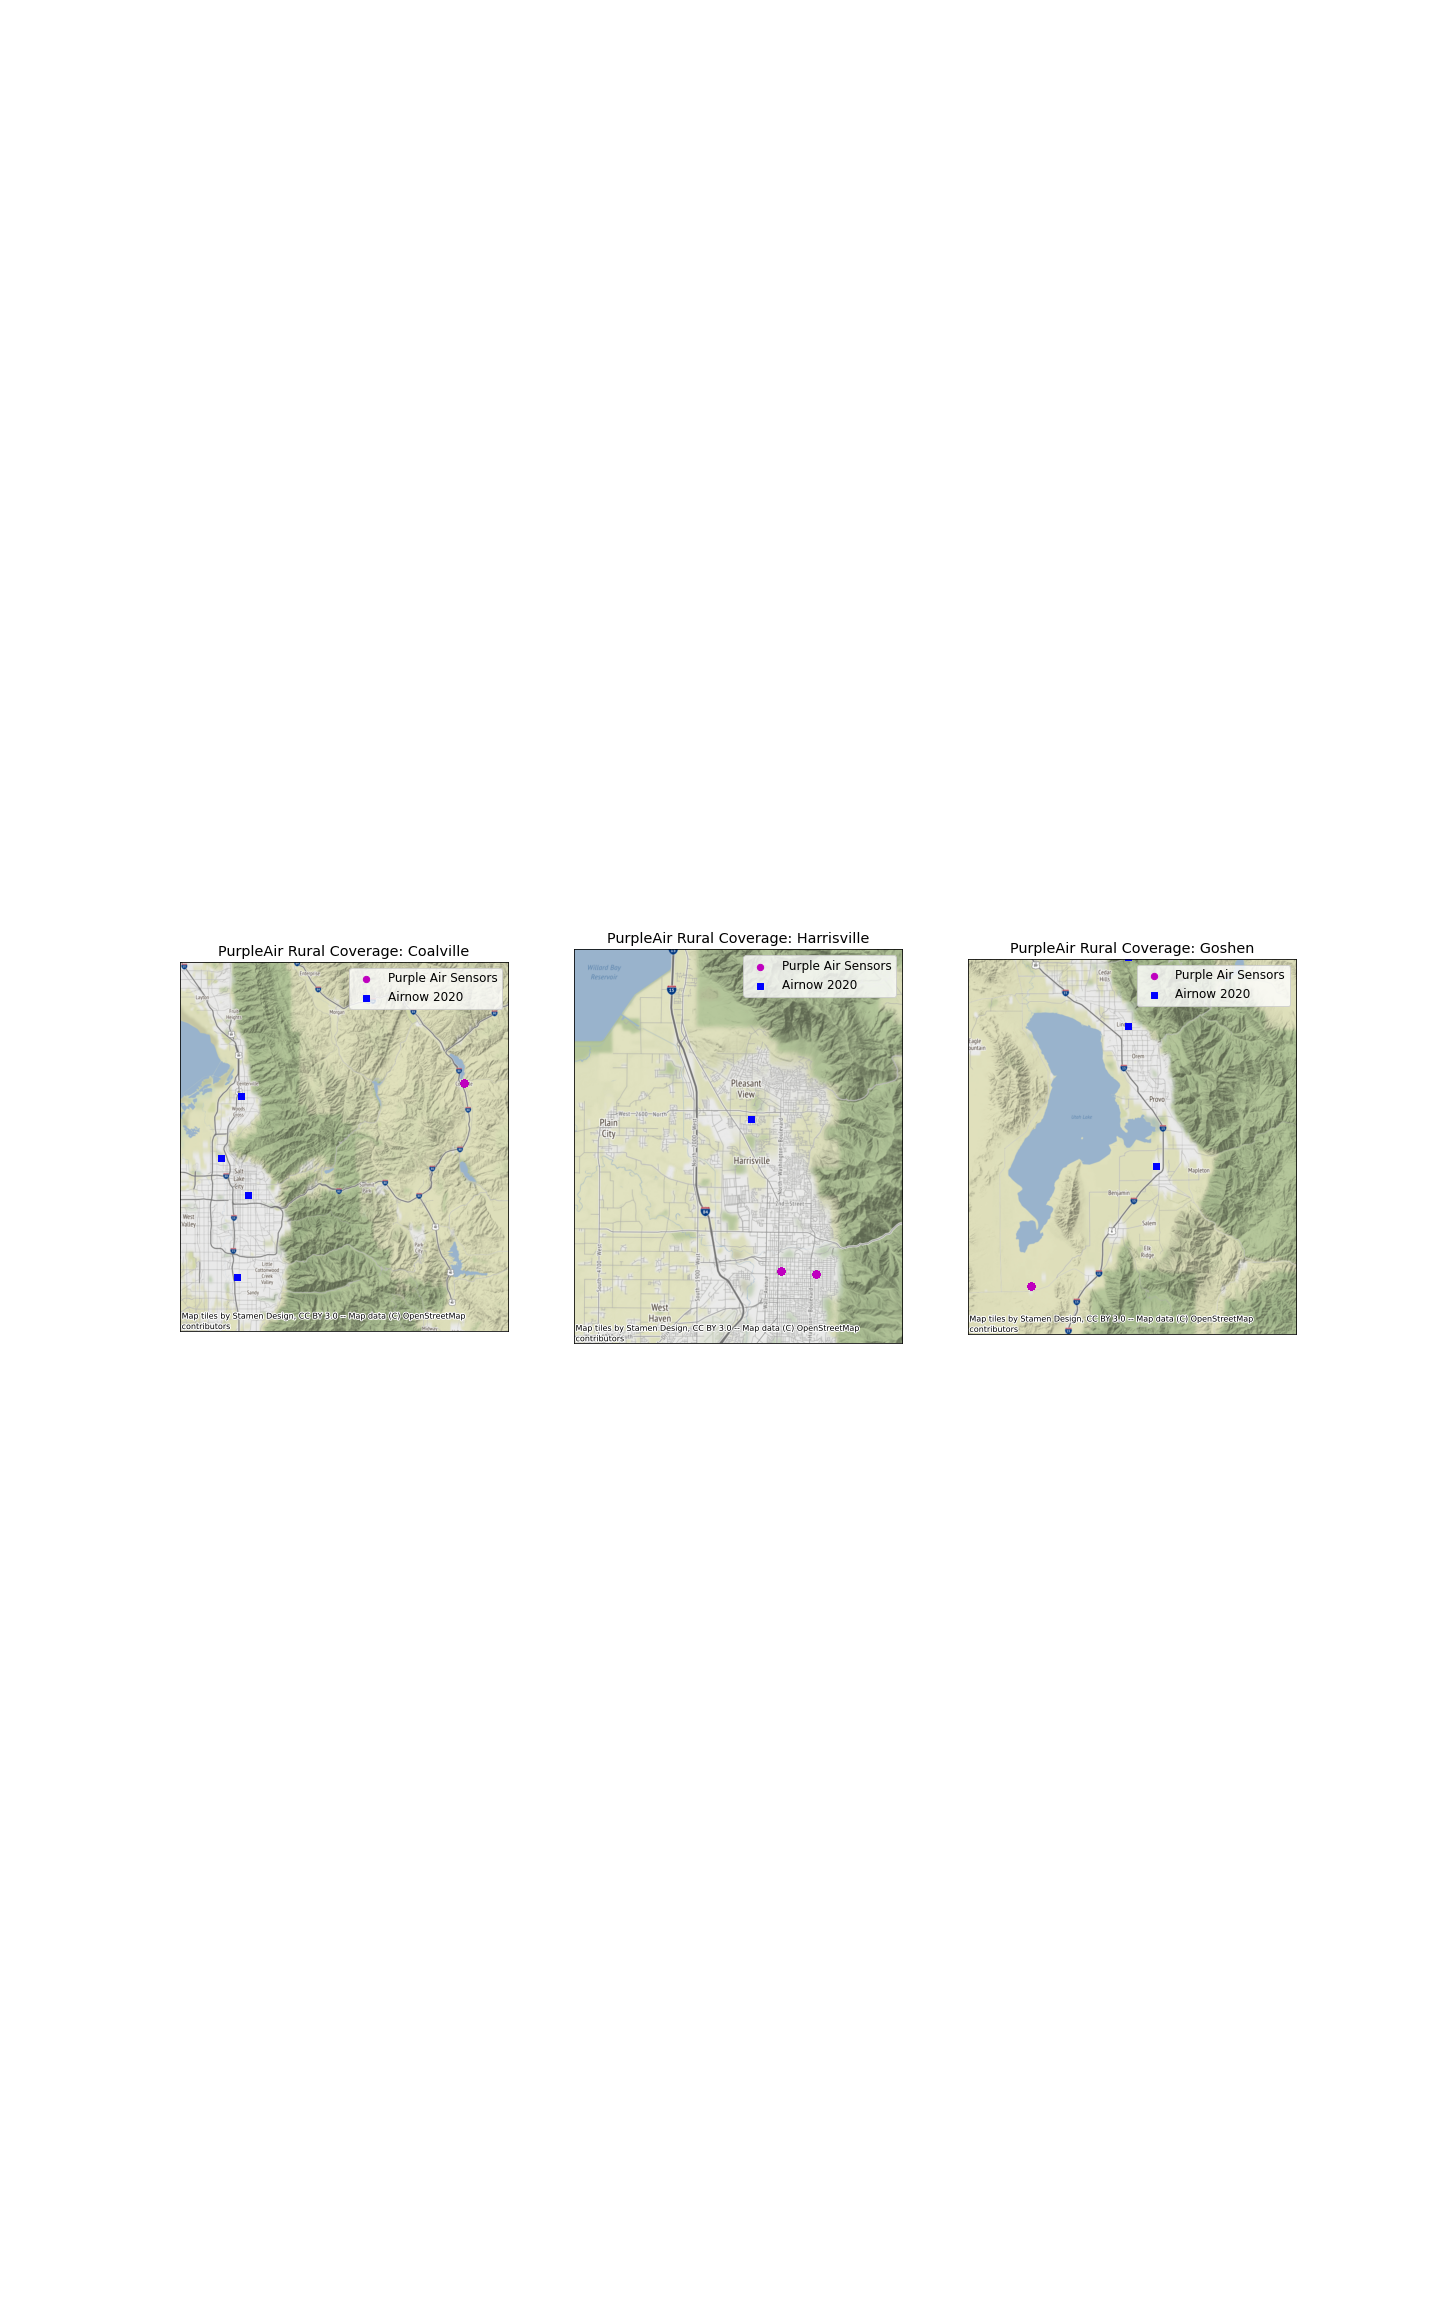 PurpleAir Rural Coverage: Coalville
Purple Air Sensors
Airnow 2020
Layton
Morgan
Woods
Cross
Salt
Lake
City
West
Valley
Little
Cottonwood
Creek
Valley
Sandy
Map tiles by Stamen Design, CC BY 3.0 -- Map data (C) OpenStreetMap
contributors
PurpleAir Rural Coverage: Harrisville
Purple Air Sensors
Airnow 2020
Willard Bay
Reservoir
Pleasant
View
West 2600 North
Plain
City
Harrisville
West
Haven
Map tiles by Stamen Design, CC BY 3.0 -- Map data (C) OpenStreetMap
contributors
PurpleAir Rural Coverage: Goshen
Purple Air Sensors
Airnow 2020
Cedar
Hills
Orem
Utah Lake
Provo
Mapleton
Benjamin
Salem
Elk
Ridge
Map tiles by Stamen Design, CC BY 3.0 -- Map data (C) OpenStreetMap
contributors